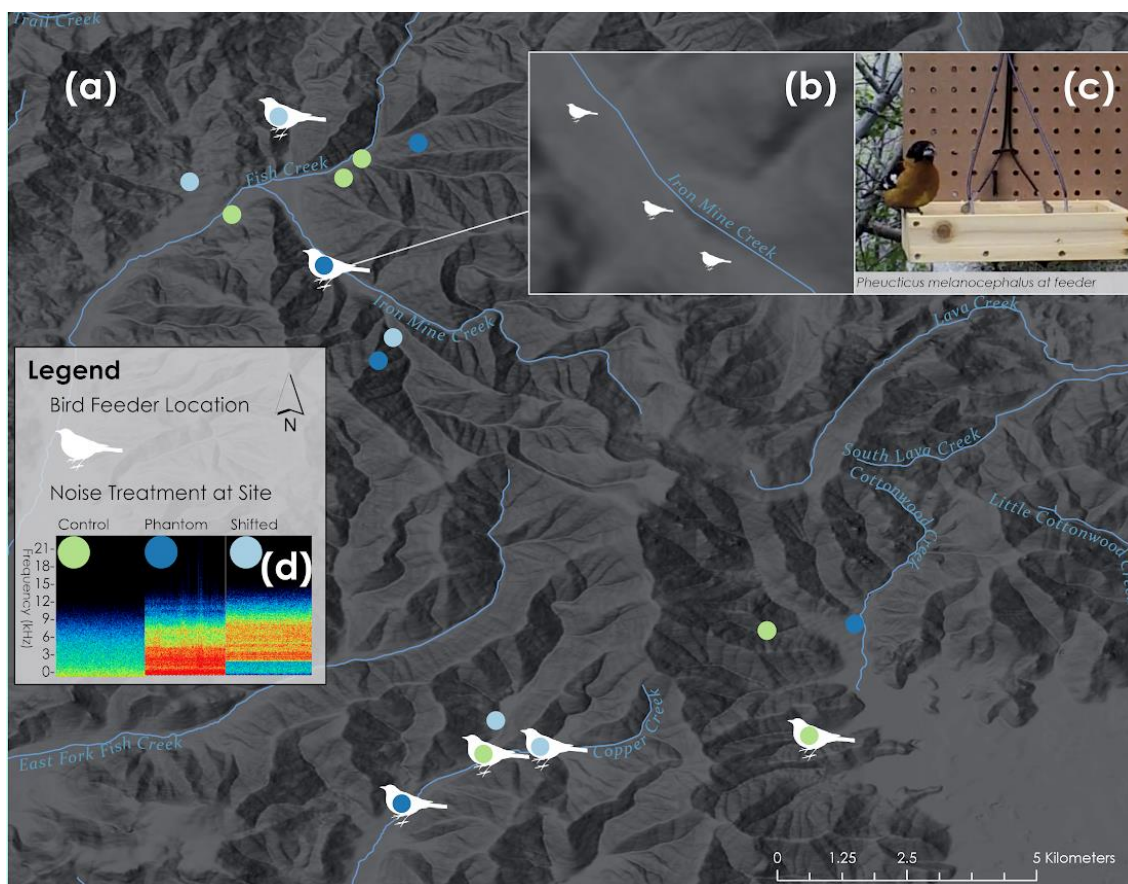 Trail Creek
(a)
(b)
(c)
Fish Creek
Iron Mine Creek
Iron Mine Creek
Pheucticus melanocephalus at feeder
Lava Creek
South Lava Creek
Cottonwood Creek
Little Cottonwood Cree
Legend
Bird Feeder Location
N
Noise Treatment at Site
Control Phantom Shifted
(d)
Frequency (kHz)
21-
18-
15-
12-
9-
6-
3-
0-
East Fork Fish Creek
Copper Creek
0 1.25 2.5 5 Kilometers